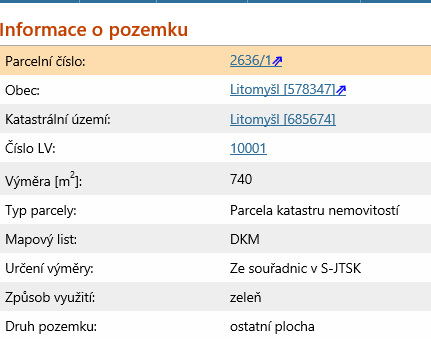 Informace o pozemku
Parcelní číslo: 2636/1
Obec: Litomyšl [578347]
Katastrální území: Litomyšl [685674]
Číslo LV: 10001
Výměra [m²]: 740
Typ parcely: Parcela katastru nemovitostí
Mapový list: DKM
Určení výměry: Ze souřadnic v S-JTSK
Způsob využití: zeleň
Druh pozemku: ostatní plocha